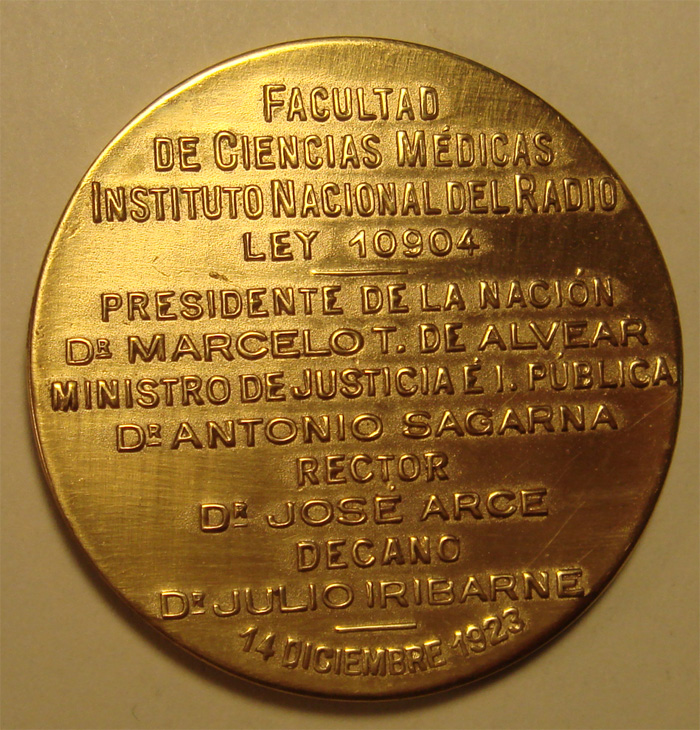 FACULTAD
DE CIENCIAS MÉDICAS
INSTITUTO NACIONAL DEL RADIO
LEY 10904
PRESIDENTE DE LA NACIÓN
DR MARCELO T. DE ALVEAR
MINISTRO DE JUSTICIA É I. PÚBLICA
DR ANTONIO SAGARNA
RECTOR
DR JOSÉ ARCE
DECANO
DR JULIO IRIBARNE
14 DICIEMBRE 1923